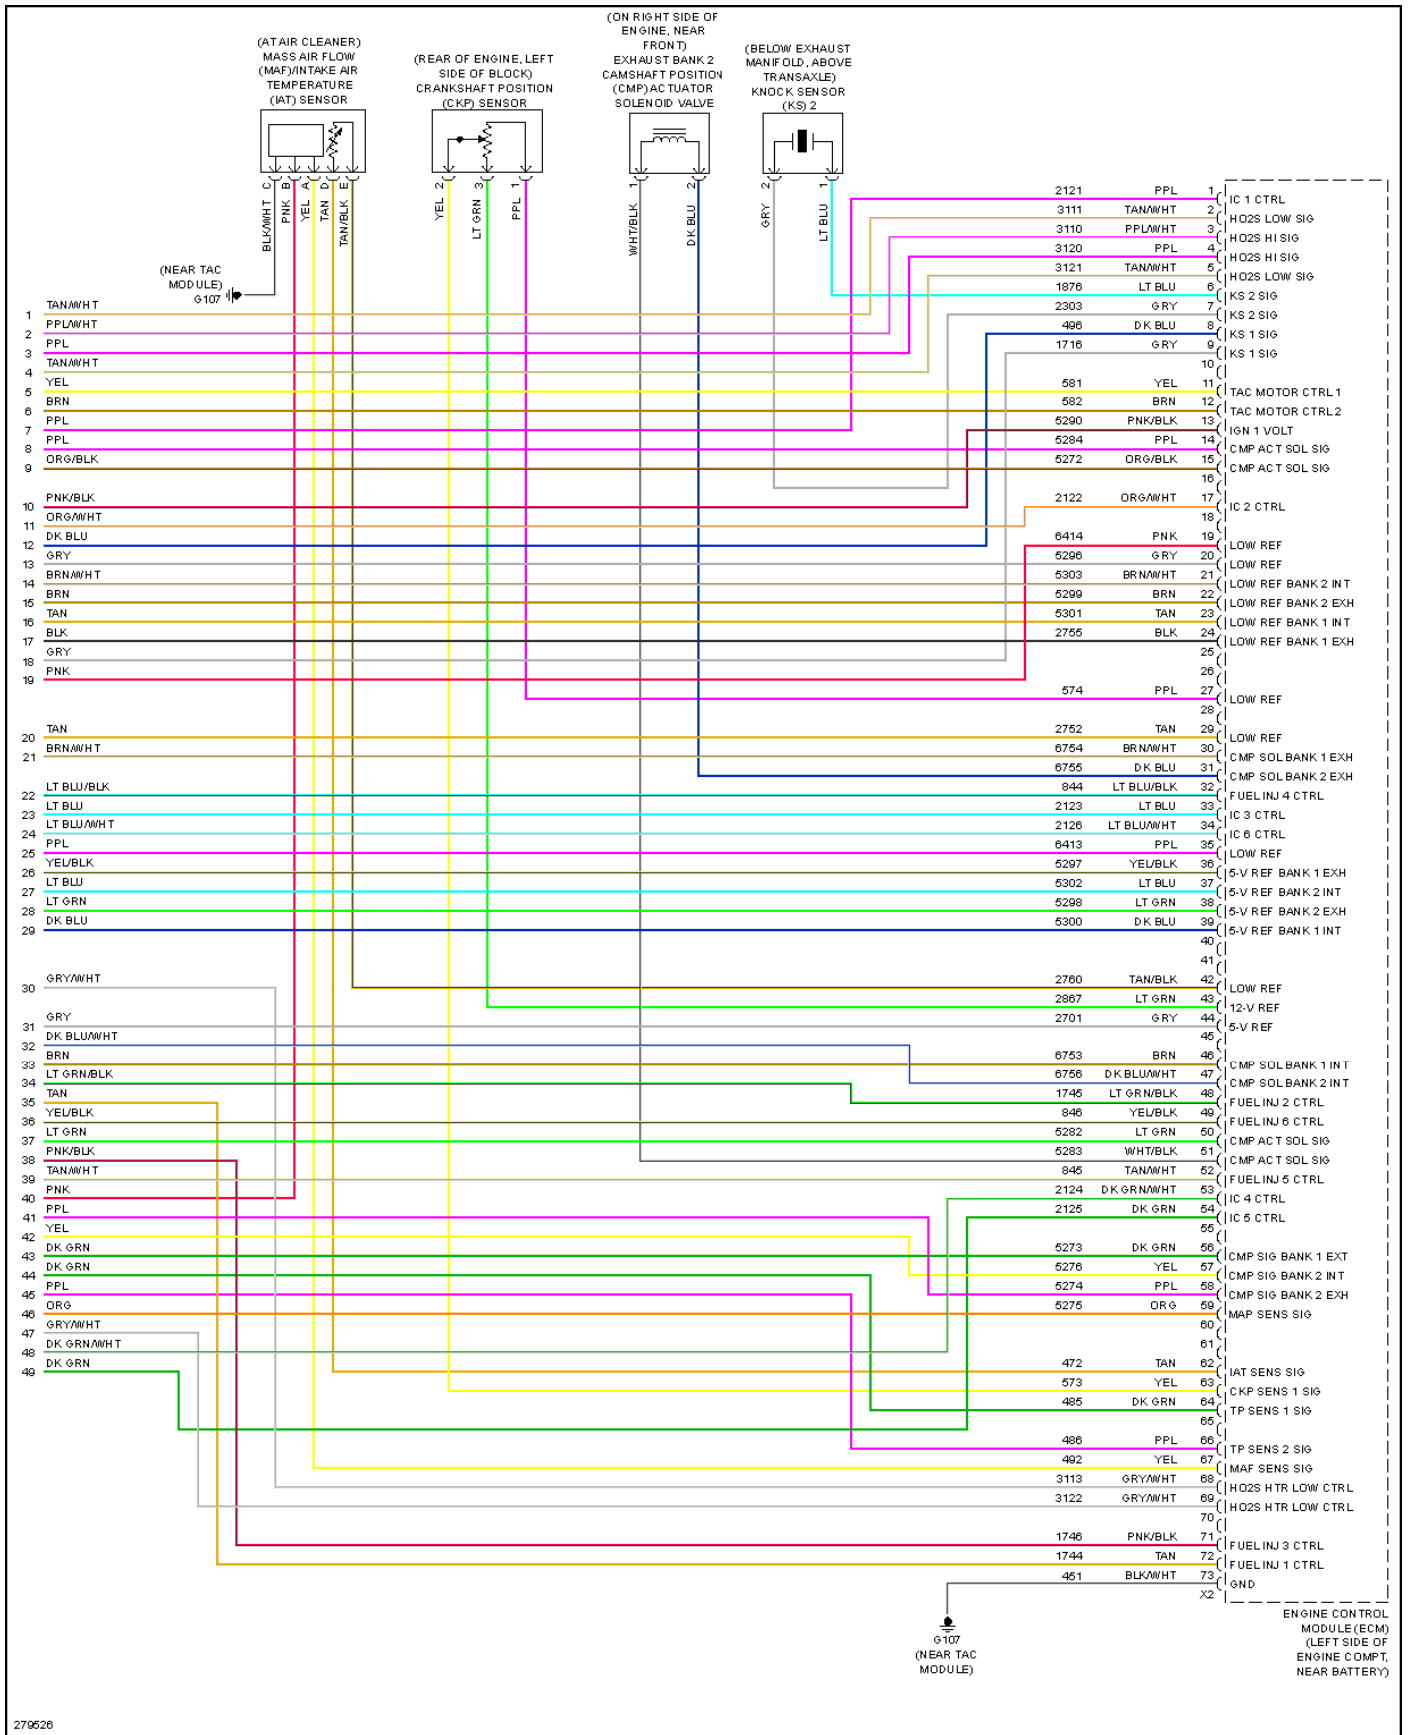 (AT AIR CLEANER)
MASS AIR FLOW
(MAF)/INTAKE AIR
TEMPERATURE
(IAT) SENSOR
(REAR OF ENGINE, LEFT
SIDE OF BLOCK)
CRANKSHAFT POSITION
(CKP) SENSOR
(ON RIGHT SIDE OF
ENGINE, NEAR
FRONT)
EXHAUST BANK 2
CAMSHAFT POSITION
(CMP) ACTUATOR
SOLENOID VALVE
(BELOW EXHAUST
MANIFOLD, ABOVE
TRANSAXLE)
KNOCK SENSOR
(KS) 2
C BLK/WHT
B PNK
A YEL
D TAN
E TAN/BLK
2 YEL
3 LT GRN
1 PPL
1 WHT/BLK
2 DK BLU
2 GRY
1 LT BLU
(NEAR TAC
MODULE)
G107
1 TAN/WHT
2 PPL/WHT
3 PPL
4 TAN/WHT
5 YEL
6 BRN
7 PPL
8 PPL
9 ORG/BLK
10 PNK/BLK
11 ORG/WHT
12 DK BLU
13 GRY
14 BRN/WHT
15 BRN
16 TAN
17 BLK
18 GRY
19 PNK
20 TAN
21 BRN/WHT
22 LT BLU/BLK
23 LT BLU
24 LT BLU/WHT
25 PPL
26 YEL/BLK
27 LT BLU
28 LT GRN
29 DK BLU
30 GRY/WHT
31 GRY
32 DK BLU/WHT
33 BRN
34 LT GRN/BLK
35 TAN
36 YEL/BLK
37 LT GRN
38 PNK/BLK
39 TAN/WHT
40 PNK
41 PPL
42 YEL
43 DK GRN
44 DK GRN
45 PPL
46 ORG
47 GRY/WHT
48 DK GRN/WHT
49 DK GRN
2121 PPL 1 IC 1 CTRL
3111 TAN/WHT 2 HO2S LOW SIG
3110 PPL/WHT 3 HO2S HI SIG
3120 PPL 4 HO2S HI SIG
3121 TAN/WHT 5 HO2S LOW SIG
1876 LT BLU 6 KS 2 SIG
2303 GRY 7 KS 2 SIG
496 DK BLU 8 KS 1 SIG
1716 GRY 9 KS 1 SIG
10
581 YEL 11 TAC MOTOR CTRL 1
582 BRN 12 TAC MOTOR CTRL 2
5290 PNK/BLK 13 IGN 1 VOLT
5284 PPL 14 CMP ACT SOL SIG
5272 ORG/BLK 15 CMP ACT SOL SIG
16
2122 ORG/WHT 17 IC 2 CTRL
18
6414 PNK 19 LOW REF
5296 GRY 20 LOW REF
5303 BRN/WHT 21 LOW REF BANK 2 INT
5299 BRN 22 LOW REF BANK 2 EXH
5301 TAN 23 LOW REF BANK 1 INT
2755 BLK 24 LOW REF BANK 1 EXH
25
26
574 PPL 27 LOW REF
28
2752 TAN 29 LOW REF
6754 BRN/WHT 30 CMP SOL BANK 1 EXH
6755 DK BLU 31 CMP SOL BANK 2 EXH
844 LT BLU/BLK 32 FUEL INJ 4 CTRL
2123 LT BLU 33 IC 3 CTRL
2126 LT BLU/WHT 34 IC 6 CTRL
6413 PPL 35 LOW REF
5297 YEL/BLK 36 5-V REF BANK 1 EXH
5302 LT BLU 37 5-V REF BANK 2 INT
5298 LT GRN 38 5-V REF BANK 2 EXH
5300 DK BLU 39 5-V REF BANK 1 INT
40
41
2760 TAN/BLK 42 LOW REF
2867 LT GRN 43 12-V REF
2701 GRY 44 5-V REF
45
6753 BRN 46 CMP SOL BANK 1 INT
6756 DK BLU/WHT 47 CMP SOL BANK 2 INT
1745 LT GRN/BLK 48 FUEL INJ 2 CTRL
846 YEL/BLK 49 FUEL INJ 6 CTRL
5282 LT GRN 50 CMP ACT SOL SIG
5283 WHT/BLK 51 CMP ACT SOL SIG
845 TAN/WHT 52 FUEL INJ 5 CTRL
2124 DK GRN/WHT 53 IC 4 CTRL
2125 DK GRN 54 IC 5 CTRL
55
5273 DK GRN 56 CMP SIG BANK 1 EXT
5276 YEL 57 CMP SIG BANK 2 INT
5274 PPL 58 CMP SIG BANK 2 EXH
5275 ORG 59 MAP SENS SIG
60
61
472 TAN 62 IAT SENS SIG
573 YEL 63 CKP SENS 1 SIG
485 DK GRN 64 TP SENS 1 SIG
65
486 PPL 66 TP SENS 2 SIG
492 YEL 67 MAF SENS SIG
3113 GRY/WHT 68 HO2S HTR LOW CTRL
3122 GRY/WHT 69 HO2S HTR LOW CTRL
70
1746 PNK/BLK 71 FUEL INJ 3 CTRL
1744 TAN 72 FUEL INJ 1 CTRL
451 BLK/WHT 73 GND
X2
G107
(NEAR TAC
MODULE)
ENGINE CONTROL
MODULE (ECM)
(LEFT SIDE OF
ENGINE COMPT,
NEAR BATTERY)
279526